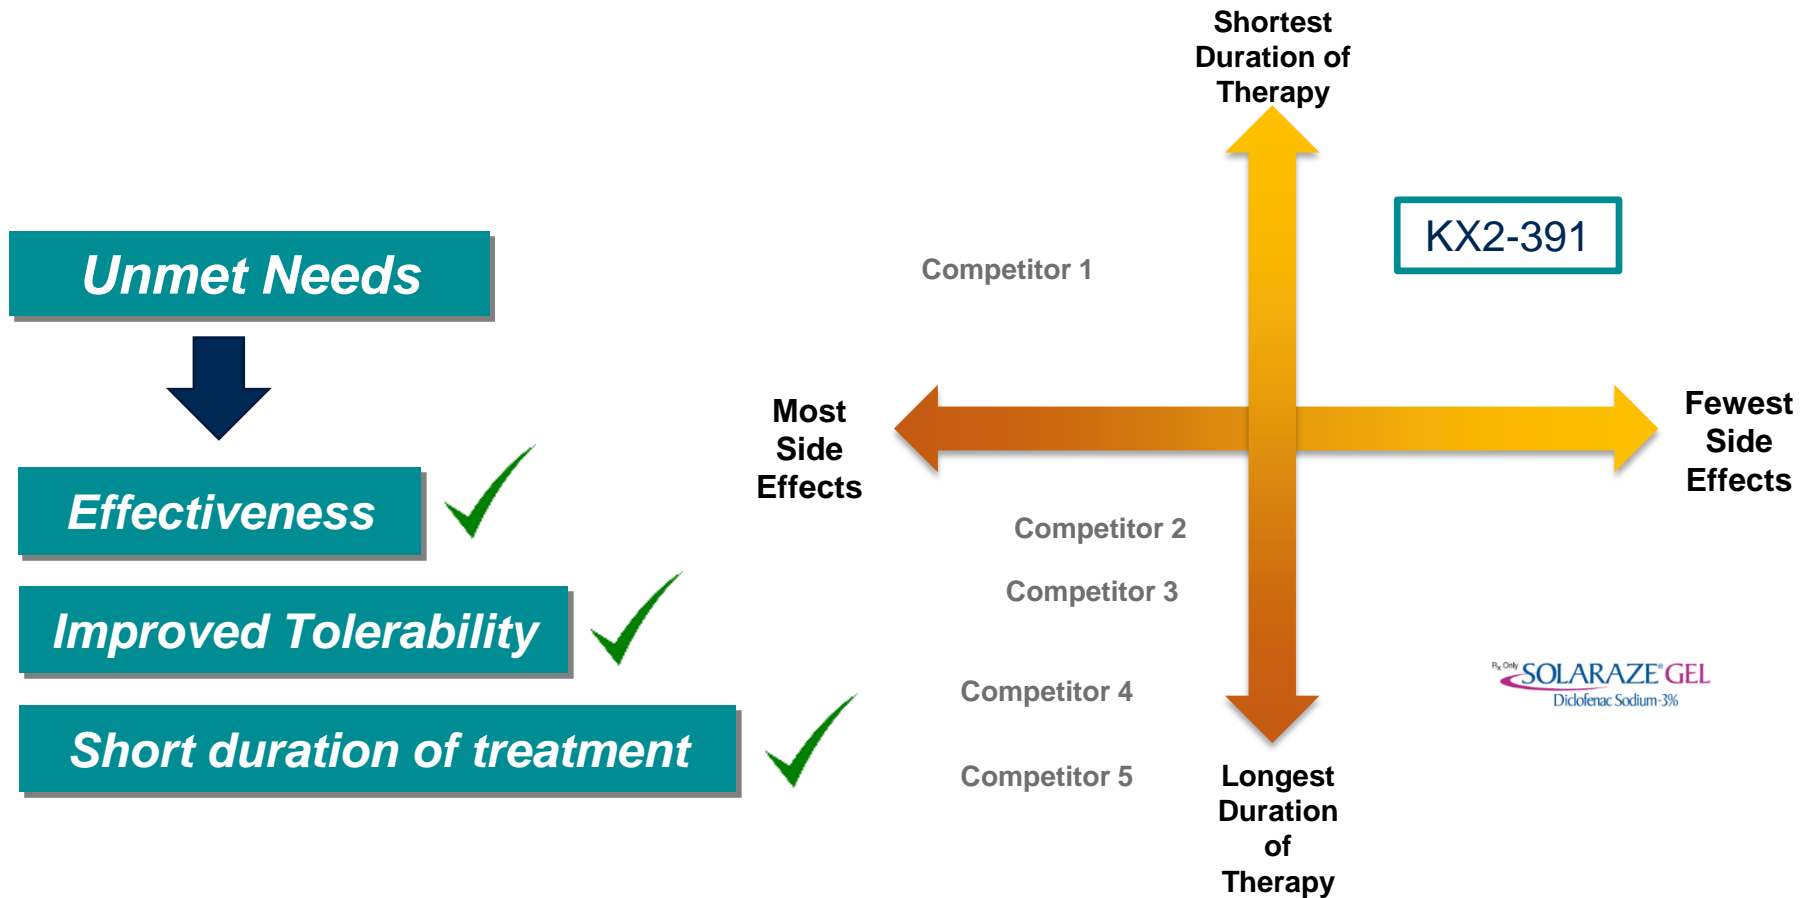 Unmet Needs
Effectiveness
Improved Tolerability
Short duration of treatment
Shortest
Duration of
Therapy
KX2-391
Competitor 1
Most
Side
Effects
Fewest
Side
Effects
Competitor 2
Competitor 3
Competitor 4
Competitor 5
Rx Only SOLARAZE® GEL
Diclofenac Sodium-3%
Longest
Duration
of
Therapy